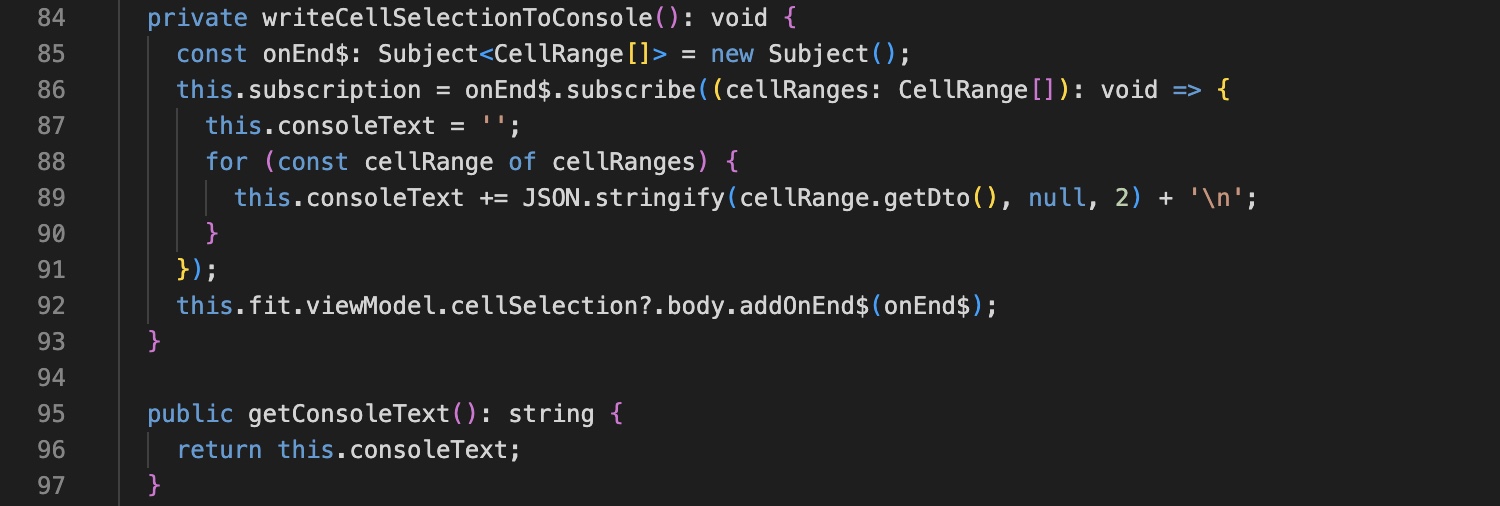 84 private writeCellSelectionToConsole(): void {
85 const onEnd$: Subject<CellRange[]> = new Subject();
86 this.subscription = onEnd$.subscribe((cellRanges: CellRange[]): void => {
87 this.consoleText = '';
88 for (const cellRange of cellRanges) {
89 this.consoleText += JSON.stringify(cellRange.getDto(), null, 2) + '\n';
90 }
91 });
92 this.fit.viewModel.cellSelection?.body.addOnEnd$(onEnd$);
93 }
94
95 public getConsoleText(): string {
96 return this.consoleText;
97 }